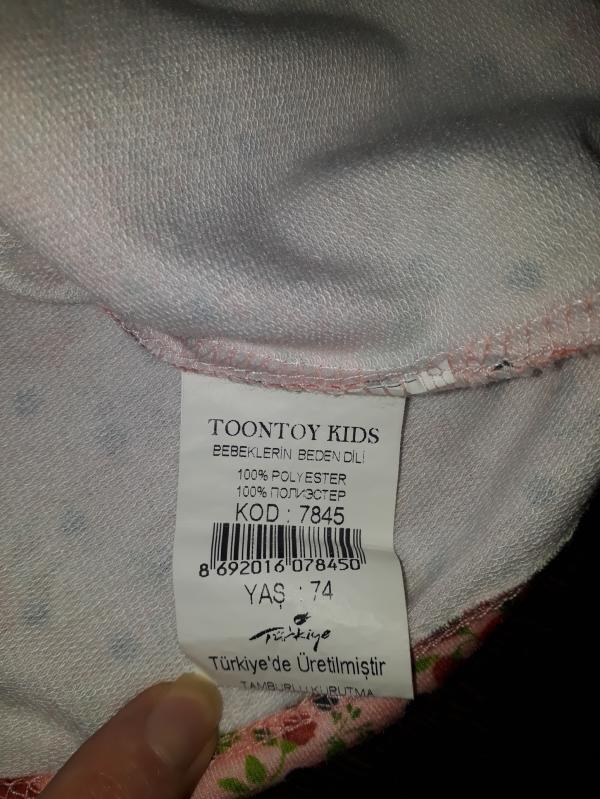 TOONTOY KIDS
BEBEKLERİN BEDEN DİLİ
100% POLYESTER
100% ПОЛИЭСТЕР
KOD : 7845
8 692016 078450
YAŞ : 74
Türkiye
Türkiye'de Üretilmiştir
TAMBURLU KURUTMA